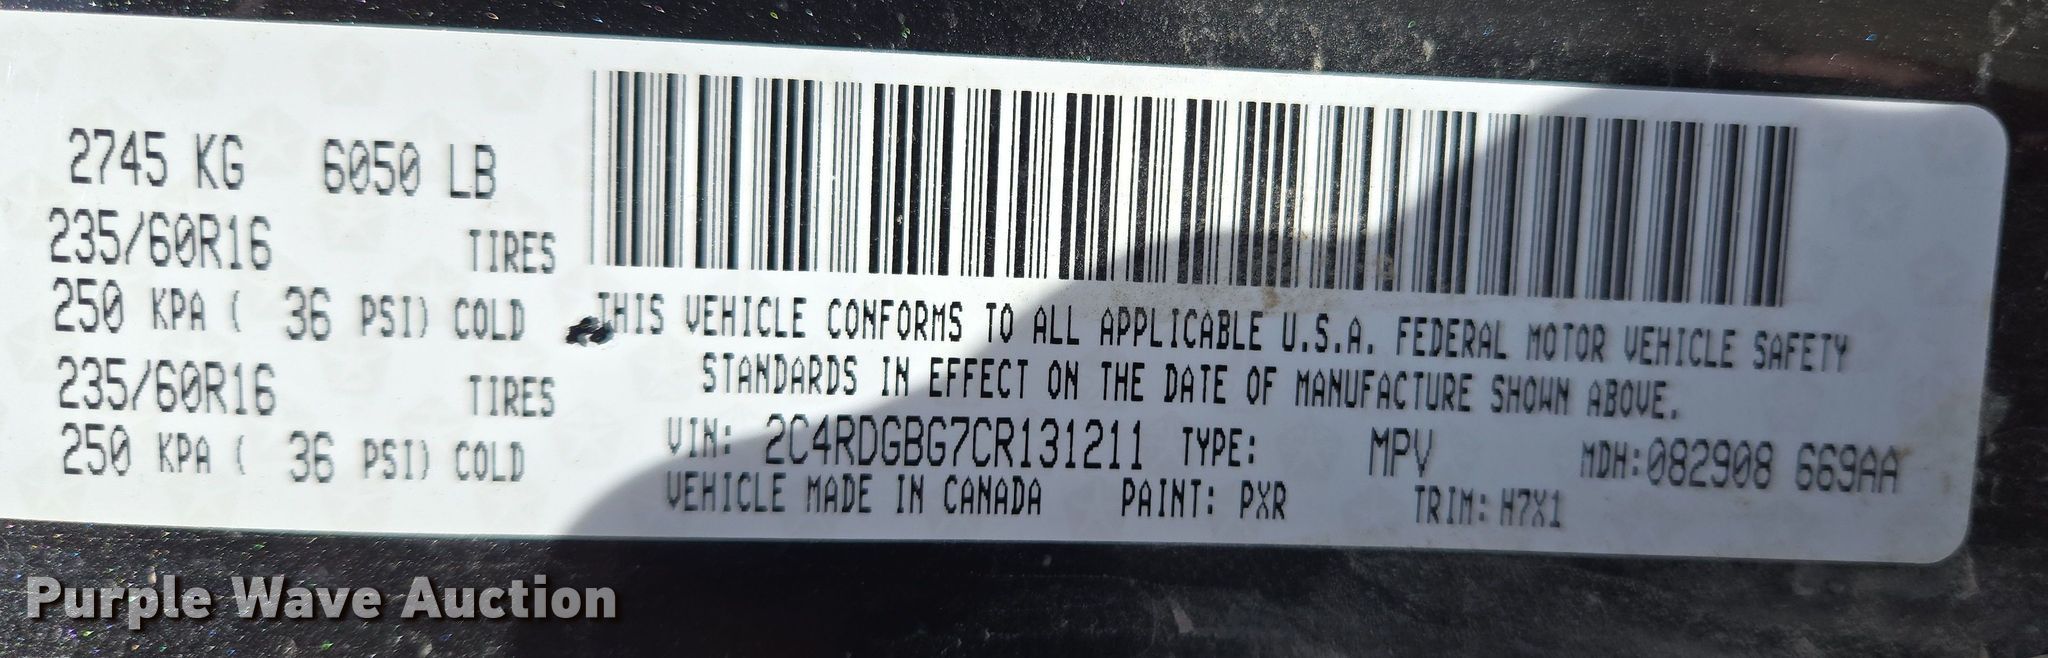 2745 KG 6050 LB
235/60R16 TIRES
250 KPA ( 36 PSI) COLD
235/60R16 TIRES
250 KPA ( 36 PSI) COLD
THIS VEHICLE CONFORMS TO ALL APPLICABLE U.S.A. FEDERAL MOTOR VEHICLE SAFETY
STANDARDS IN EFFECT ON THE DATE OF MANUFACTURE SHOWN ABOVE.
VIN: 2C4RDGBG7CR131211 TYPE: MPV MDH:082908 669AA
VEHICLE MADE IN CANADA PAINT: PXR TRIM: H7X1
Purple Wave Auction